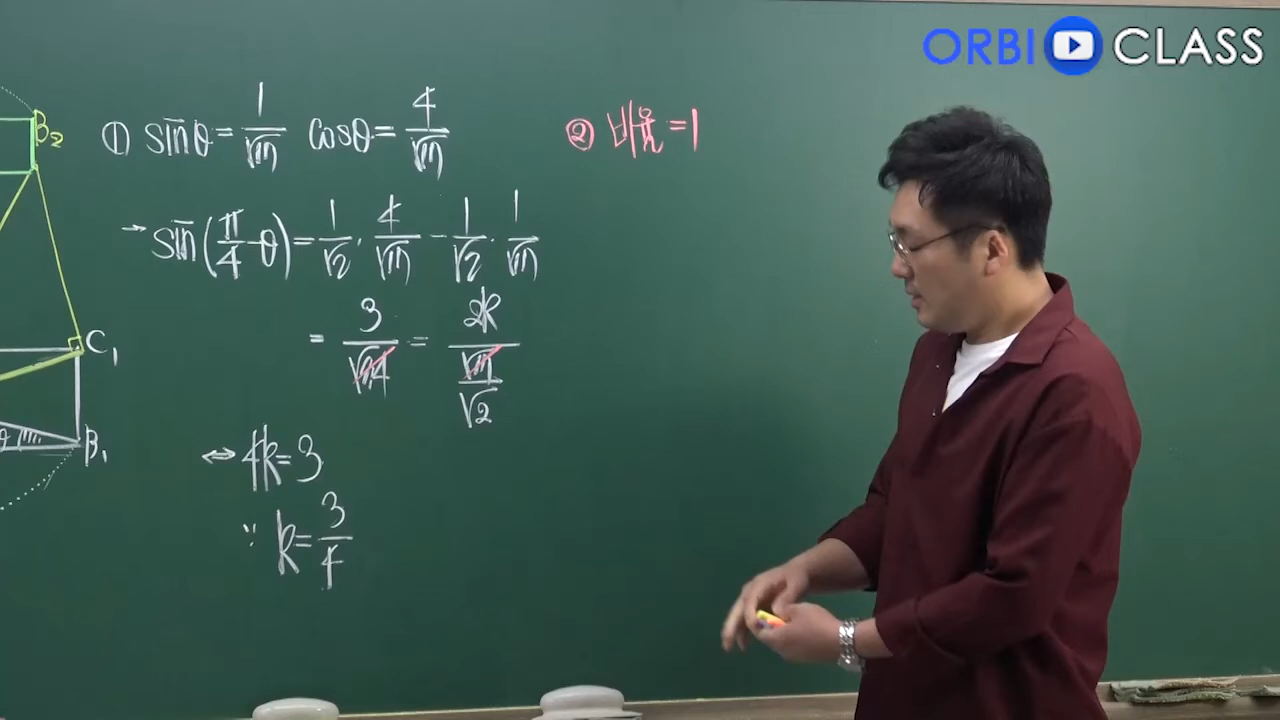 ORBI CLASS
B₂
① sinθ = 1/√17 cosθ = 4/√17
② 비율 = 1
→ sin(π/4 - θ) = 1/√2 · 4/√17 - 1/√2 · 1/√17
= 3/√34 = 2k/(√17/√2)
C₁
θ
B₁
⇔ 4k = 3
∵ k = 3/4